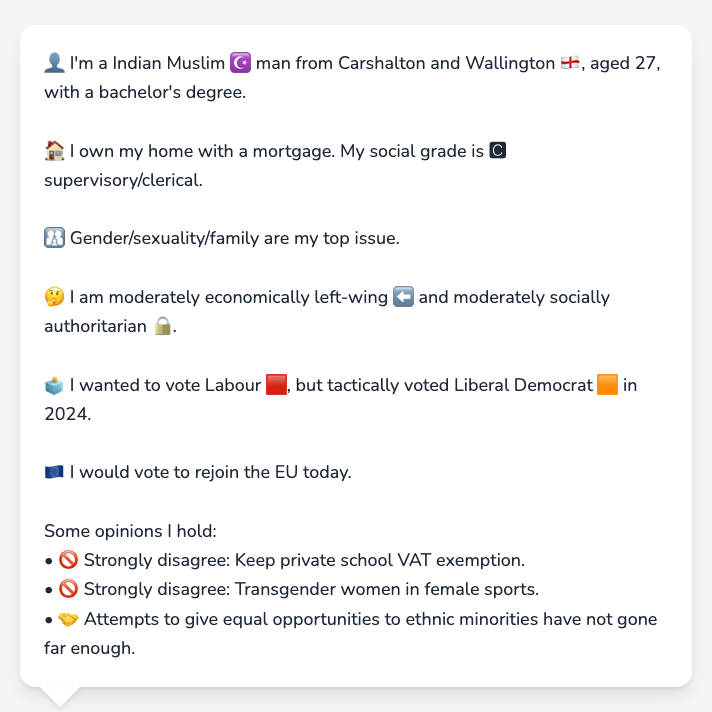 👤 I'm a Indian Muslim ☪️ man from Carshalton and Wallington 🏴󠁧󠁢󠁥󠁮󠁧󠁿, aged 27,
with a bachelor's degree.
🏠 I own my home with a mortgage. My social grade is 🅲
supervisory/clerical.
🚻 Gender/sexuality/family are my top issue.
🤔 I am moderately economically left-wing ⬅️ and moderately socially
authoritarian 🔒.
🗳️ I wanted to vote Labour 🟥, but tactically voted Liberal Democrat 🟧 in
2024.
🇪🇺 I would vote to rejoin the EU today.
Some opinions I hold:
• 🚫 Strongly disagree: Keep private school VAT exemption.
• 🚫 Strongly disagree: Transgender women in female sports.
• 🤝 Attempts to give equal opportunities to ethnic minorities have not gone
far enough.